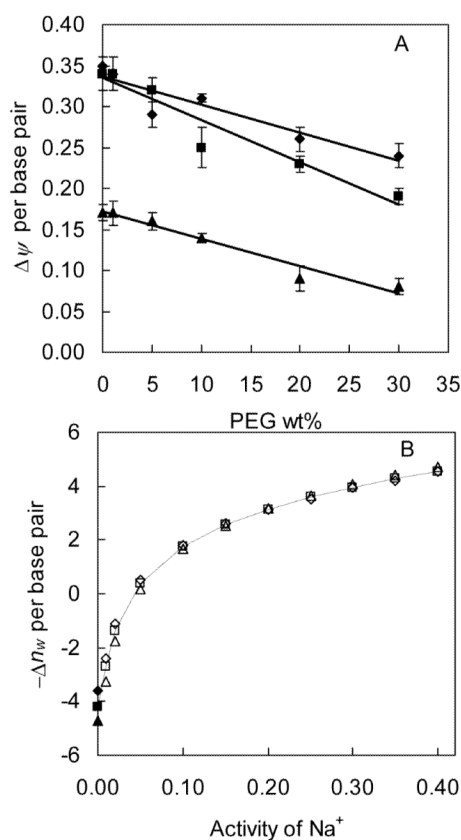 A
0.40
0.35
0.30
0.25
0.20
0.15
0.10
0.05
0.00
Δψ per base pair
0 5 10 15 20 25 30 35
PEG wt%
B
6
4
2
0
-2
-4
-6
−Δn_w per base pair
0.00 0.10 0.20 0.30 0.40
Activity of Na⁺